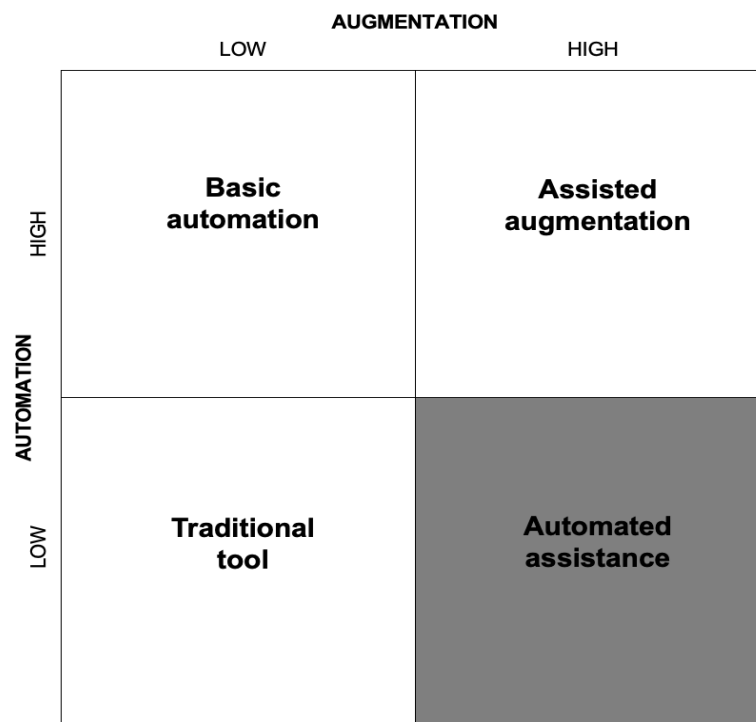 AUGMENTATION
LOW
HIGH
HIGH
Basic
automation
Assisted
augmentation
AUTOMATION
LOW
Traditional
tool
Automated
assistance